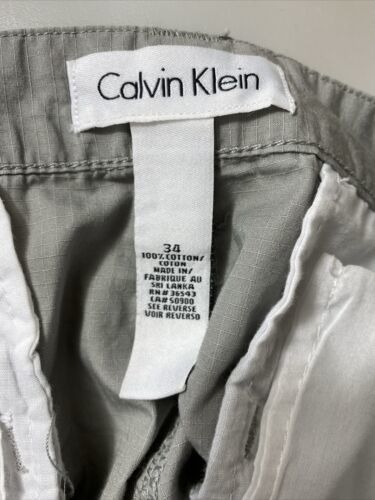 Calvin Klein
34
100% COTTON/
COTON
MADE IN/
FABRIQUE AU
SRI LANKA
RN# 36543
CA# 50900
SEE REVERSE
VOIR REVERSO